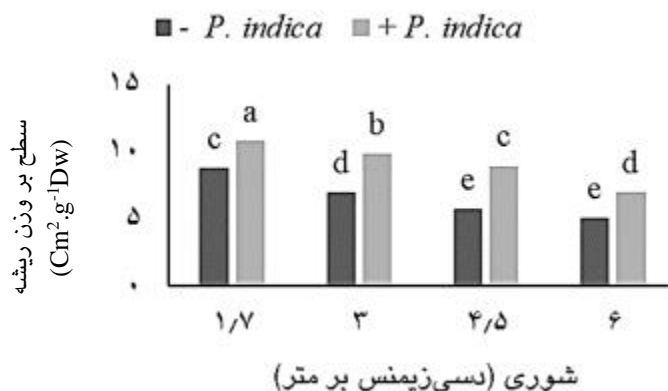 - P. indica + P. indica
سطح بر وزن ریشه
(Cm².g⁻¹Dw))
۱۵
۱۰
۵
۰
c a d b e c e d
۱٫۷ ۳ ۴٫۵ ۶
شوری (دسی‌زیمنس بر متر)